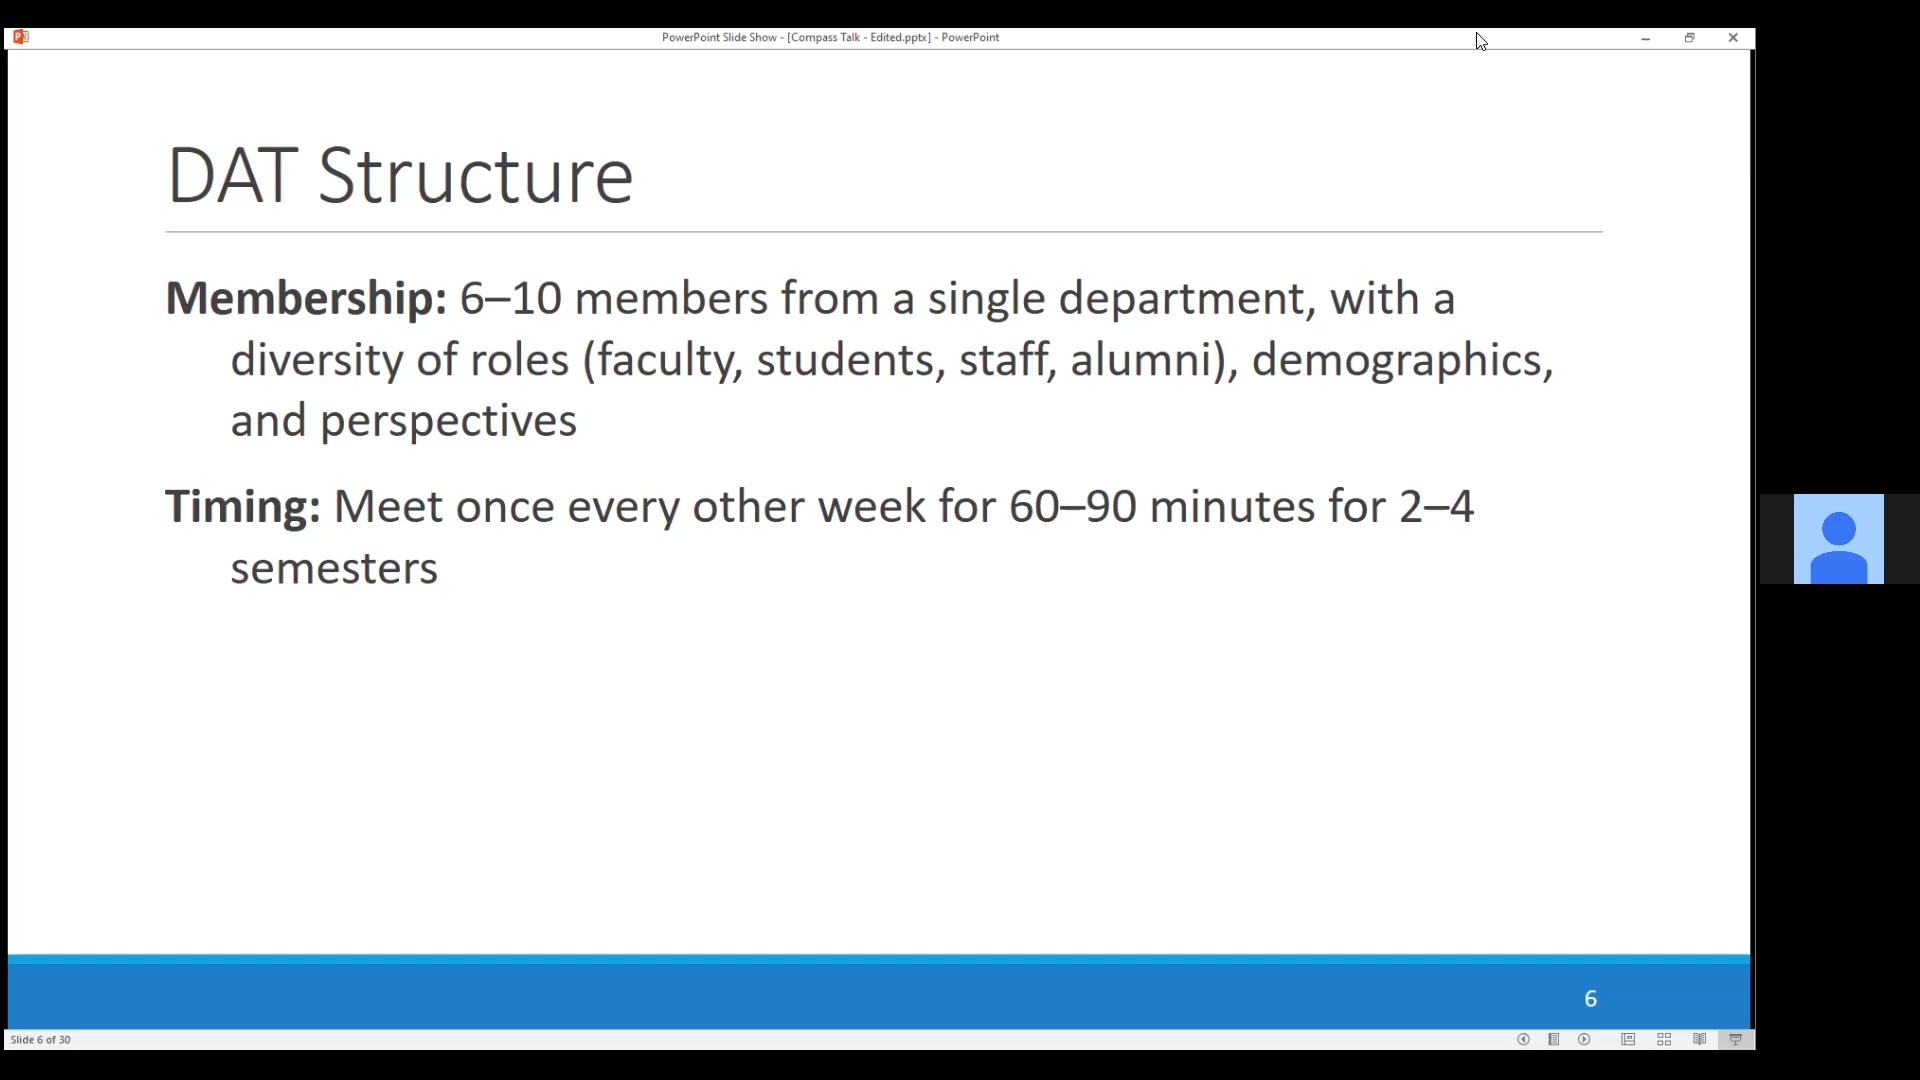 PowerPoint Slide Show - [Compass Talk - Edited.pptx] - PowerPoint
DAT Structure
Membership: 6–10 members from a single department, with a
diversity of roles (faculty, students, staff, alumni), demographics,
and perspectives
Timing: Meet once every other week for 60–90 minutes for 2–4
semesters
6
Slide 6 of 30